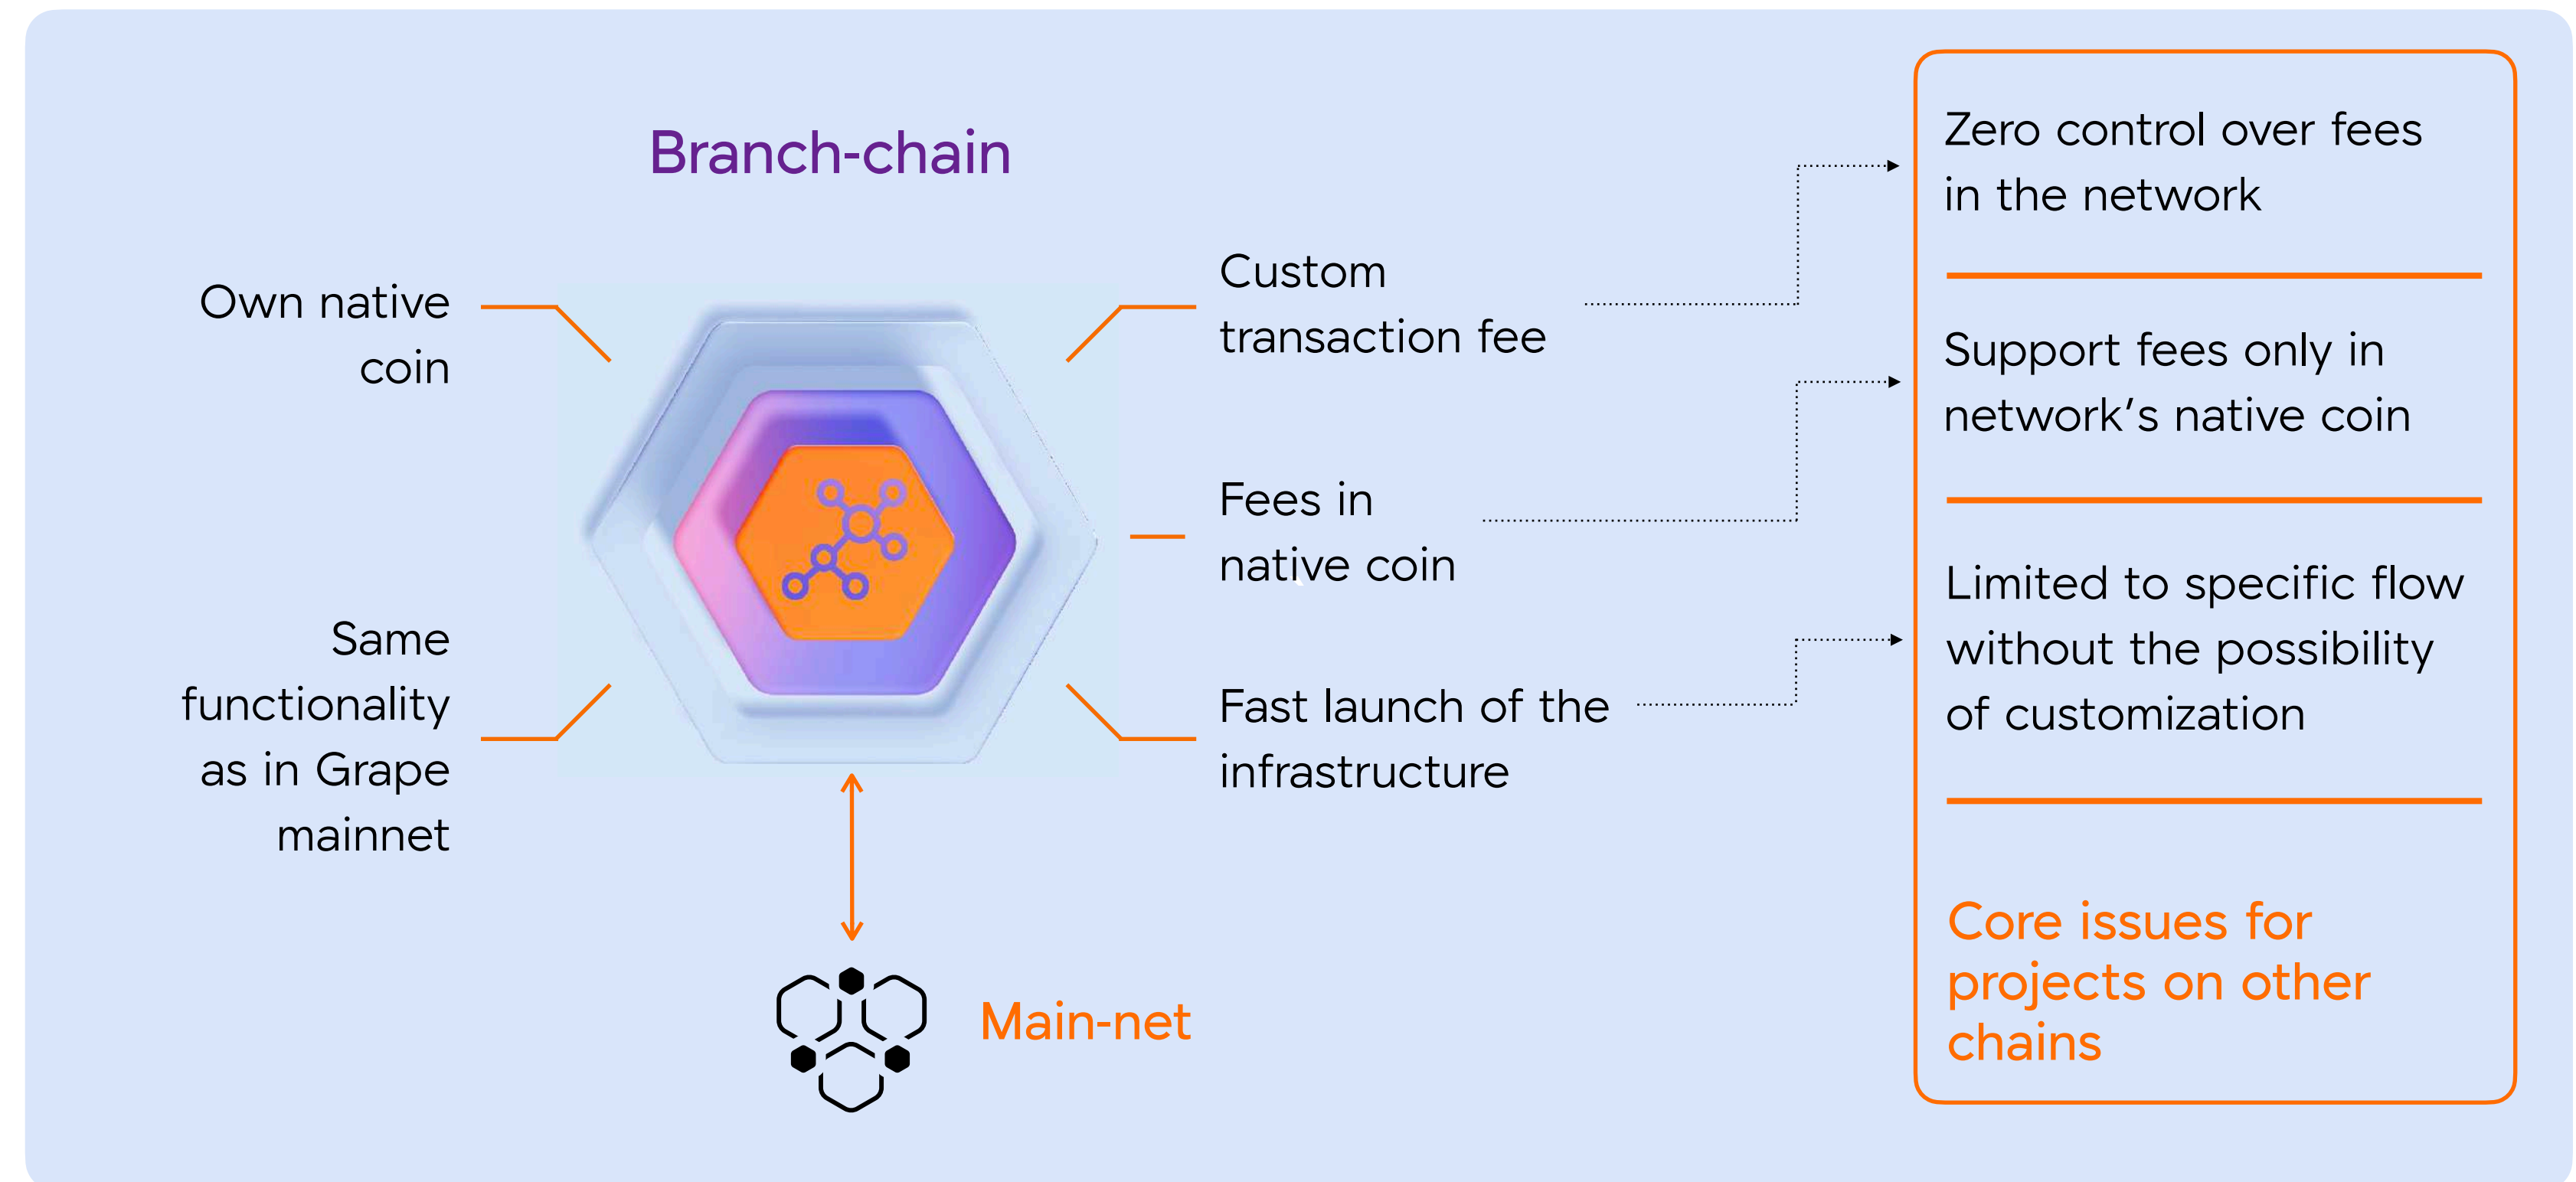 Branch-chain
Own native
coin
Same
functionality
as in Grape
mainnet
Custom
transaction fee
Fees in
native coin
Fast launch of the
infrastructure
Main-net
Zero control over fees
in the network
Support fees only in
network’s native coin
Limited to specific flow
without the possibility
of customization
Core issues for
projects on other
chains